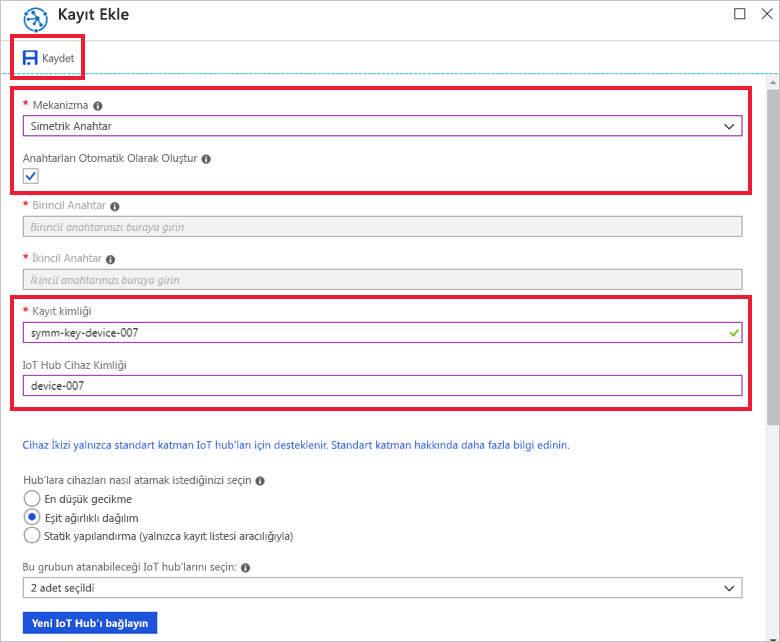 Kayıt Ekle
Kaydet
* Mekanizma
Simetrik Anahtar
Anahtarları Otomatik Olarak Oluştur
* Birincil Anahtar
Birincil anahtarınızı buraya girin
* İkincil Anahtar
İkincil anahtarınızı buraya girin
* Kayıt kimliği
symm-key-device-007
IoT Hub Cihaz Kimliği
device-007
Cihaz İkizi yalnızca standart katman IoT hub'ları için desteklenir. Standart katman hakkında daha fazla bilgi edinin.
Hub'lara cihazları nasıl atamak istediğinizi seçin
En düşük gecikme
Eşit ağırlıklı dağılım
Statik yapılandırma (yalnızca kayıt listesi aracılığıyla)
Bu grubun atanabileceği IoT hub'larını seçin:
2 adet seçildi
Yeni IoT Hub'ı bağlayın